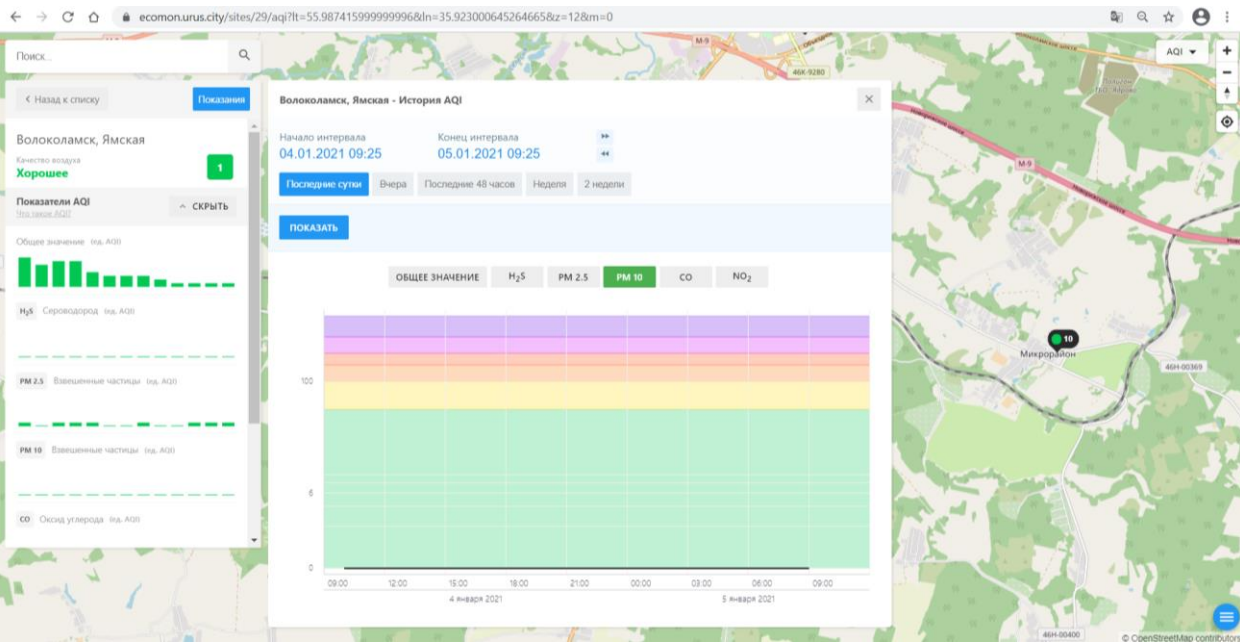 ecomon.urus.city/sites/29/aqi?lt=55.987415999999996&ln=35.923000645264665&z=12&m=0
Поиск...
М-9
46К-9280
AQI
Назад к списку
Показания
Волоколамск, Ямская
Качество воздуха
Хорошее
1
Показатели AQI
Что такое AQI?
СКРЫТЬ
Общее значение (ед. AQI)
H₂S Сероводород (ед. AQI)
PM 2.5 Взвешенные частицы (ед. AQI)
PM 10 Взвешенные частицы (ед. AQI)
CO Оксид углерода (ед. AQI)
Волоколамск, Ямская - История AQI
Начало интервала
Конец интервала
04.01.2021 09:25
05.01.2021 09:25
Последние сутки
Вчера
Последние 48 часов
Неделя
2 недели
ПОКАЗАТЬ
ОБЩЕЕ ЗНАЧЕНИЕ
H₂S
PM 2.5
PM 10
CO
NO₂
100
6
0
09:00 12:00 15:00 18:00 21:00 00:00 03:00 06:00 09:00
4 января 2021
5 января 2021
М-9
10
Микрорайон
46Н-00369
46Н-00400
© OpenStreetMap contributors